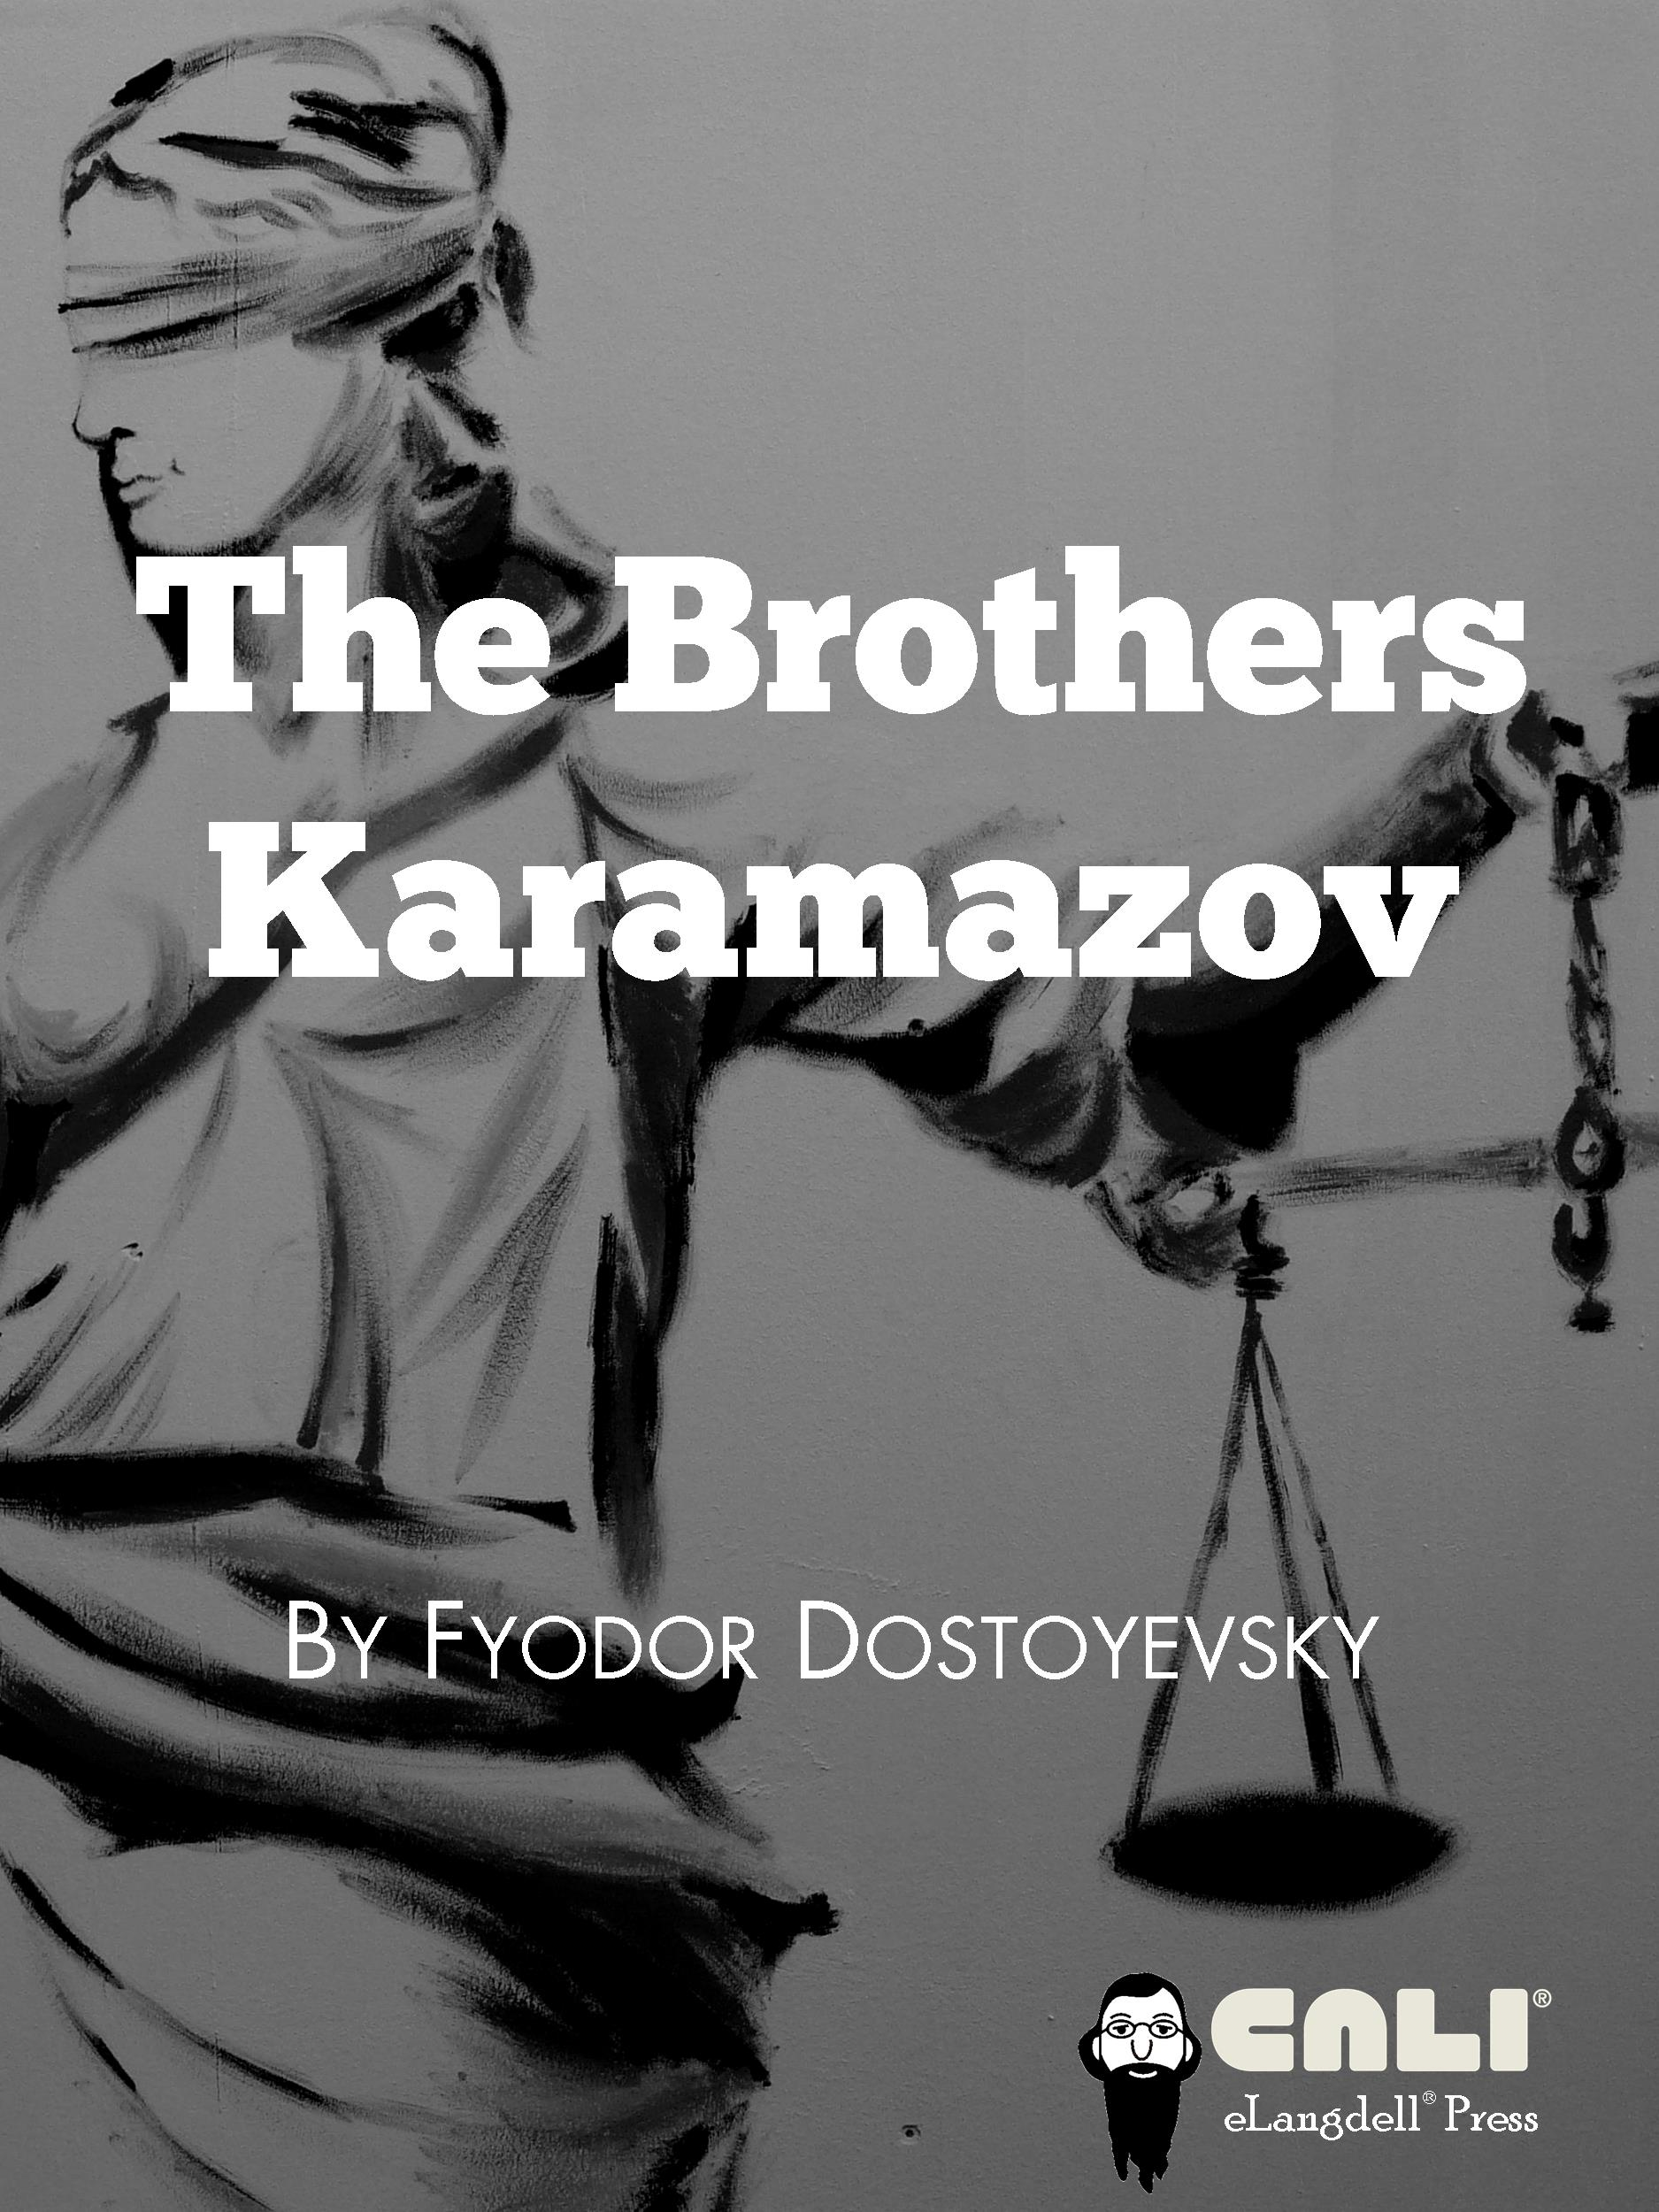 The Brothers
Karamazov
By Fyodor Dostoyevsky
CALI®
eLangdell® Press